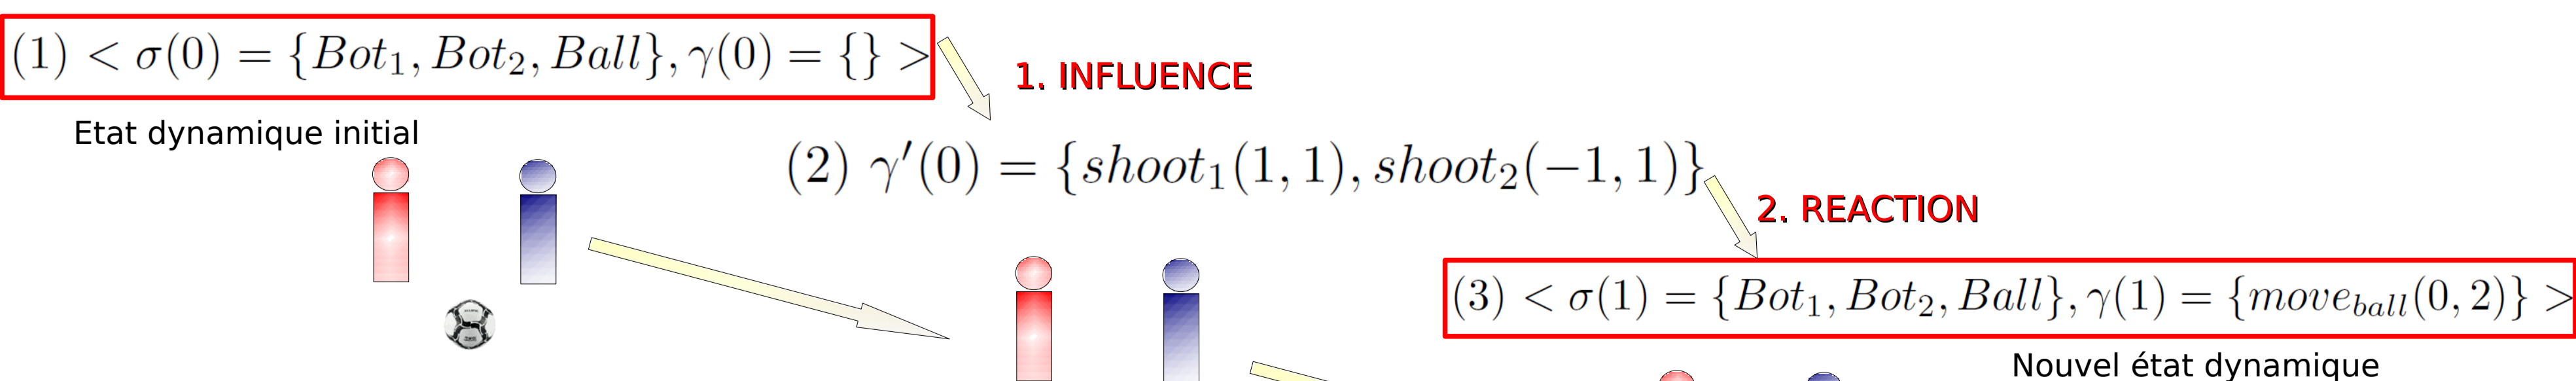 (1) < σ(0) = {Bot₁, Bot₂, Ball}, γ(0) = {} >
1. INFLUENCE
Etat dynamique initial
(2) γ′(0) = {shoot₁(1, 1), shoot₂(−1, 1)}
2. REACTION
(3) < σ(1) = {Bot₁, Bot₂, Ball}, γ(1) = {move_ball(0, 2)} >
Nouvel état dynamique